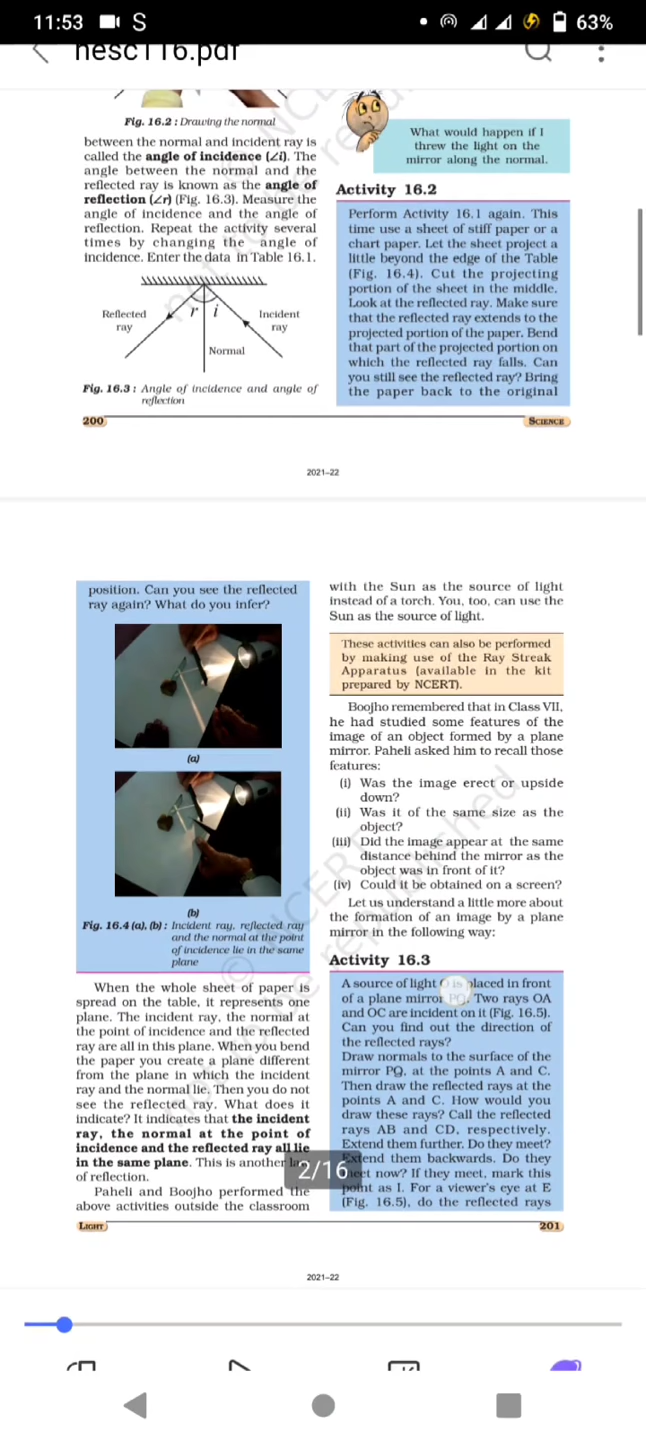 11:53 S 63%
hesc116.pdf
Fig. 16.2 : Drawing the normal
between the normal and incident ray is
called the angle of incidence (∠i). The
angle between the normal and the
reflected ray is known as the angle of
reflection (∠r) (Fig. 16.3). Measure the
angle of incidence and the angle of
reflection. Repeat the activity several
times by changing the angle of
incidence. Enter the data in Table 16.1.
Reflected
ray
r i
Incident
ray
Normal
Fig. 16.3 : Angle of incidence and angle of
reflection
What would happen if I
threw the light on the
mirror along the normal.
Activity 16.2
Perform Activity 16.1 again. This
time use a sheet of stiff paper or a
chart paper. Let the sheet project a
little beyond the edge of the Table
(Fig. 16.4). Cut the projecting
portion of the sheet in the middle.
Look at the reflected ray. Make sure
that the reflected ray extends to the
projected portion of the paper. Bend
that part of the projected portion on
which the reflected ray falls. Can
you still see the reflected ray? Bring
the paper back to the original
200
SCIENCE
2021–22
position. Can you see the reflected
ray again? What do you infer?
(a)
(b)
Fig. 16.4 (a), (b) : Incident ray, reflected ray
and the normal at the point
of incidence lie in the same
plane
When the whole sheet of paper is
spread on the table, it represents one
plane. The incident ray, the normal at
the point of incidence and the reflected
ray are all in this plane. When you bend
the paper you create a plane different
from the plane in which the incident
ray and the normal lie. Then you do not
see the reflected ray. What does it
indicate? It indicates that the incident
ray, the normal at the point of
incidence and the reflected ray all lie
in the same plane. This is another
of reflection.
Paheli and Boojho performed the
above activities outside the classroom
with the Sun as the source of light
instead of a torch. You, too, can use the
Sun as the source of light.
These activities can also be performed
by making use of the Ray Streak
Apparatus (available in the kit
prepared by NCERT).
Boojho remembered that in Class VII,
he had studied some features of the
image of an object formed by a plane
mirror. Paheli asked him to recall those
features:
(i) Was the image erect or upside
down?
(ii) Was it of the same size as the
object?
(iii) Did the image appear at the same
distance behind the mirror as the
object was in front of it?
(iv) Could it be obtained on a screen?
Let us understand a little more about
the formation of an image by a plane
mirror in the following way:
Activity 16.3
A source of light O is placed in front
of a plane mirror PQ. Two rays OA
and OC are incident on it (Fig. 16.5).
Can you find out the direction of
the reflected rays?
Draw normals to the surface of the
mirror PQ, at the points A and C.
Then draw the reflected rays at the
points A and C. How would you
draw these rays? Call the reflected
rays AB and CD, respectively.
Extend them further. Do they meet?
Extend them backwards. Do they
meet now? If they meet, mark this
point as I. For a viewer's eye at E
(Fig. 16.5), do the reflected rays
2/16
LIGHT
201
2021–22